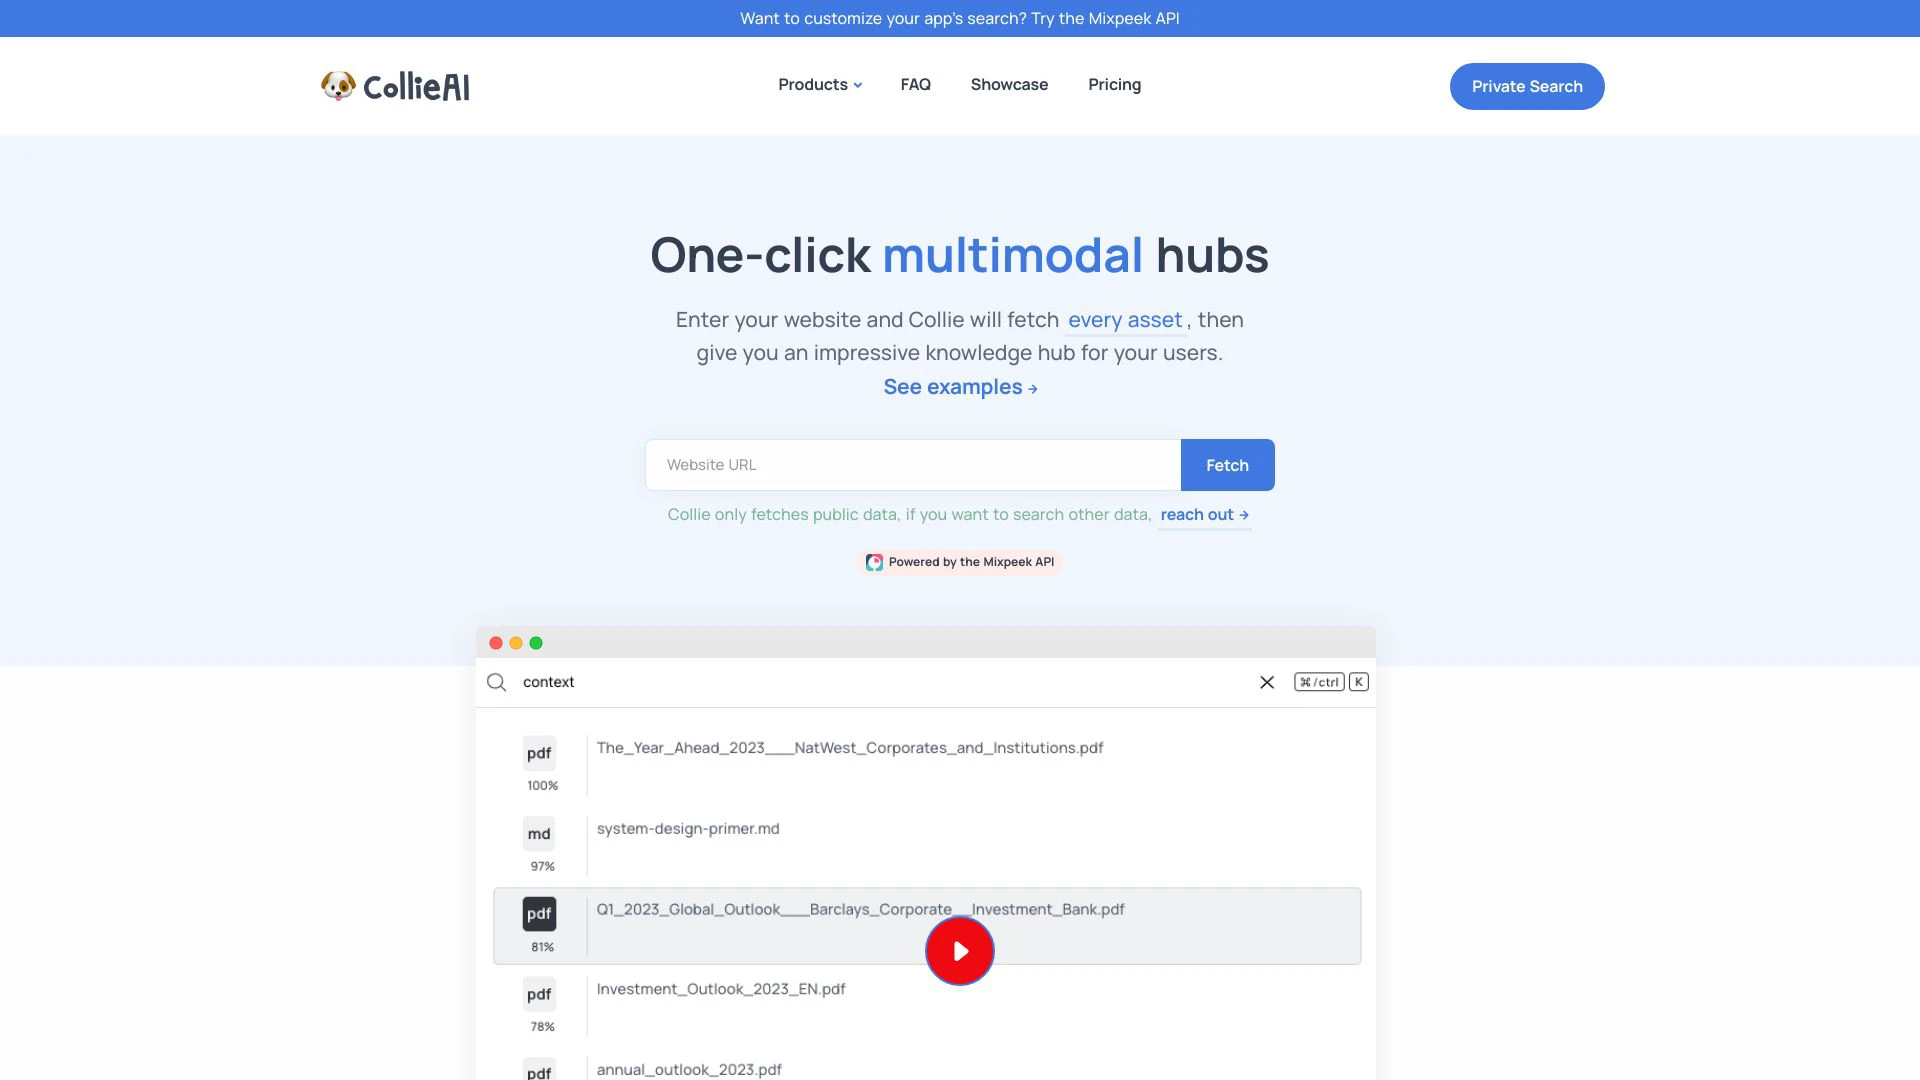 Want to customize your app's search? Try the Mixpeek API
CollieAI
Products
FAQ
Showcase
Pricing
Private Search
One-click multimodal hubs
Enter your website and Collie will fetch every asset, then
give you an impressive knowledge hub for your users.
See examples →
Website URL
Fetch
Collie only fetches public data, if you want to search other data, reach out →
Powered by the Mixpeek API
context
⌘/ctrl K
pdf
The_Year_Ahead_2023___NatWest_Corporates_and_Institutions.pdf
100%
md
system-design-primer.md
97%
pdf
Q1_2023_Global_Outlook___Barclays_Corporate__Investment_Bank.pdf
81%
pdf
Investment_Outlook_2023_EN.pdf
78%
pdf
annual_outlook_2023.pdf